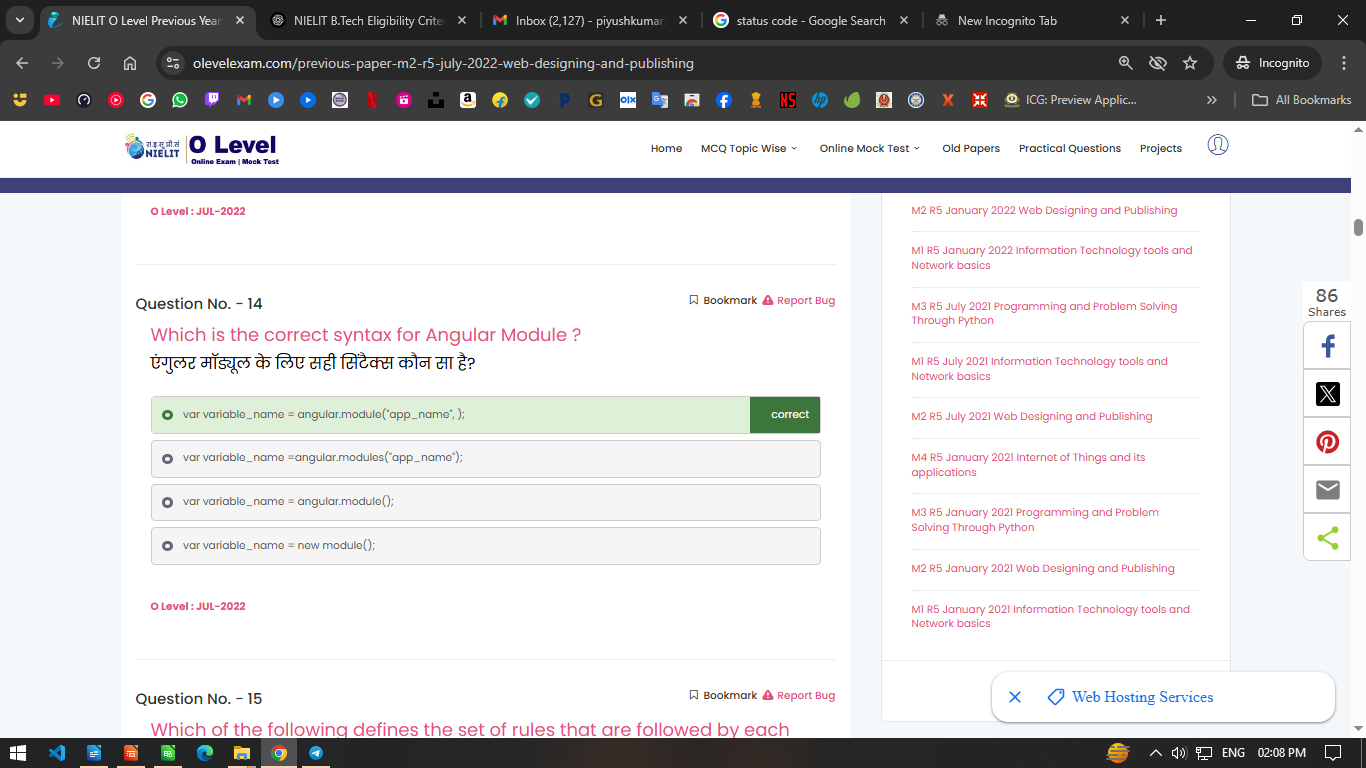 NIELIT O Level Previous Year
NIELIT B.Tech Eligibility Crite
Inbox (2,127) - piyushkumar
status code - Google Search
New Incognito Tab
olevelexam.com/previous-paper-m2-r5-july-2022-web-designing-and-publishing
Incognito
ICG: Preview Applic...
All Bookmarks
रा.इ.सू.प्रौ.सं
NIELIT
O Level
Online Exam | Mock Test
Home
MCQ Topic Wise
Online Mock Test
Old Papers
Practical Questions
Projects
O Level : JUL-2022
Question No. - 14
Bookmark
Report Bug
Which is the correct syntax for Angular Module ?
एंगुलर मॉड्यूल के लिए सही सिंटैक्स कौन सा है?
var variable_name = angular.module("app_name", );
correct
var variable_name =angular.modules("app_name");
var variable_name = angular.module();
var variable_name = new module();
O Level : JUL-2022
Question No. - 15
Bookmark
Report Bug
Which of the following defines the set of rules that are followed by each
M2 R5 January 2022 Web Designing and Publishing
M1 R5 January 2022 Information Technology tools and
Network basics
M3 R5 July 2021 Programming and Problem Solving
Through Python
M1 R5 July 2021 Information Technology tools and
Network basics
M2 R5 July 2021 Web Designing and Publishing
M4 R5 January 2021 Internet of Things and its
applications
M3 R5 January 2021 Programming and Problem
Solving Through Python
M2 R5 January 2021 Web Designing and Publishing
M1 R5 January 2021 Information Technology tools and
Network basics
86
Shares
Web Hosting Services
ENG
02:08 PM